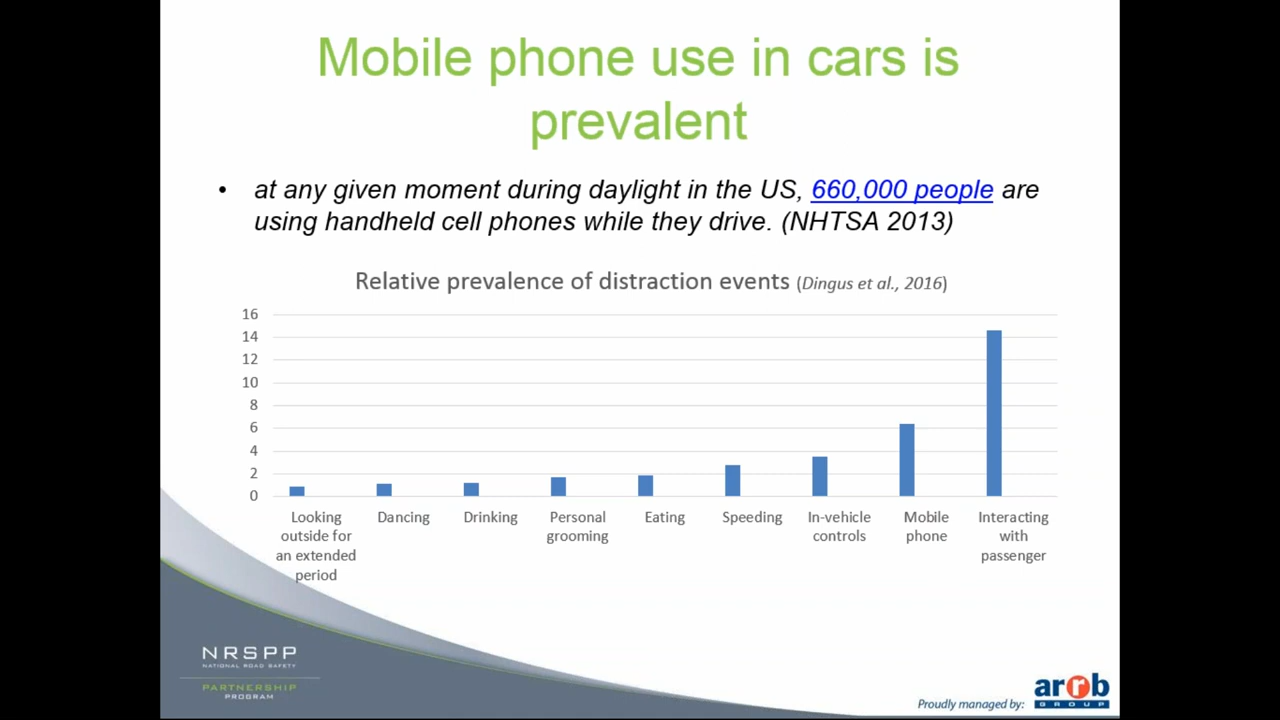 Mobile phone use in cars is
prevalent
• at any given moment during daylight in the US, 660,000 people are
using handheld cell phones while they drive. (NHTSA 2013)
Relative prevalence of distraction events (Dingus et al., 2016)
16
14
12
10
8
6
4
2
0
Looking
outside for
an extended
period
Dancing
Drinking
Personal
grooming
Eating
Speeding
In-vehicle
controls
Mobile
phone
Interacting
with
passenger
NRSPP
NATIONAL ROAD SAFETY
PARTNERSHIP
PROGRAM
Proudly managed by:
arrb
GROUP